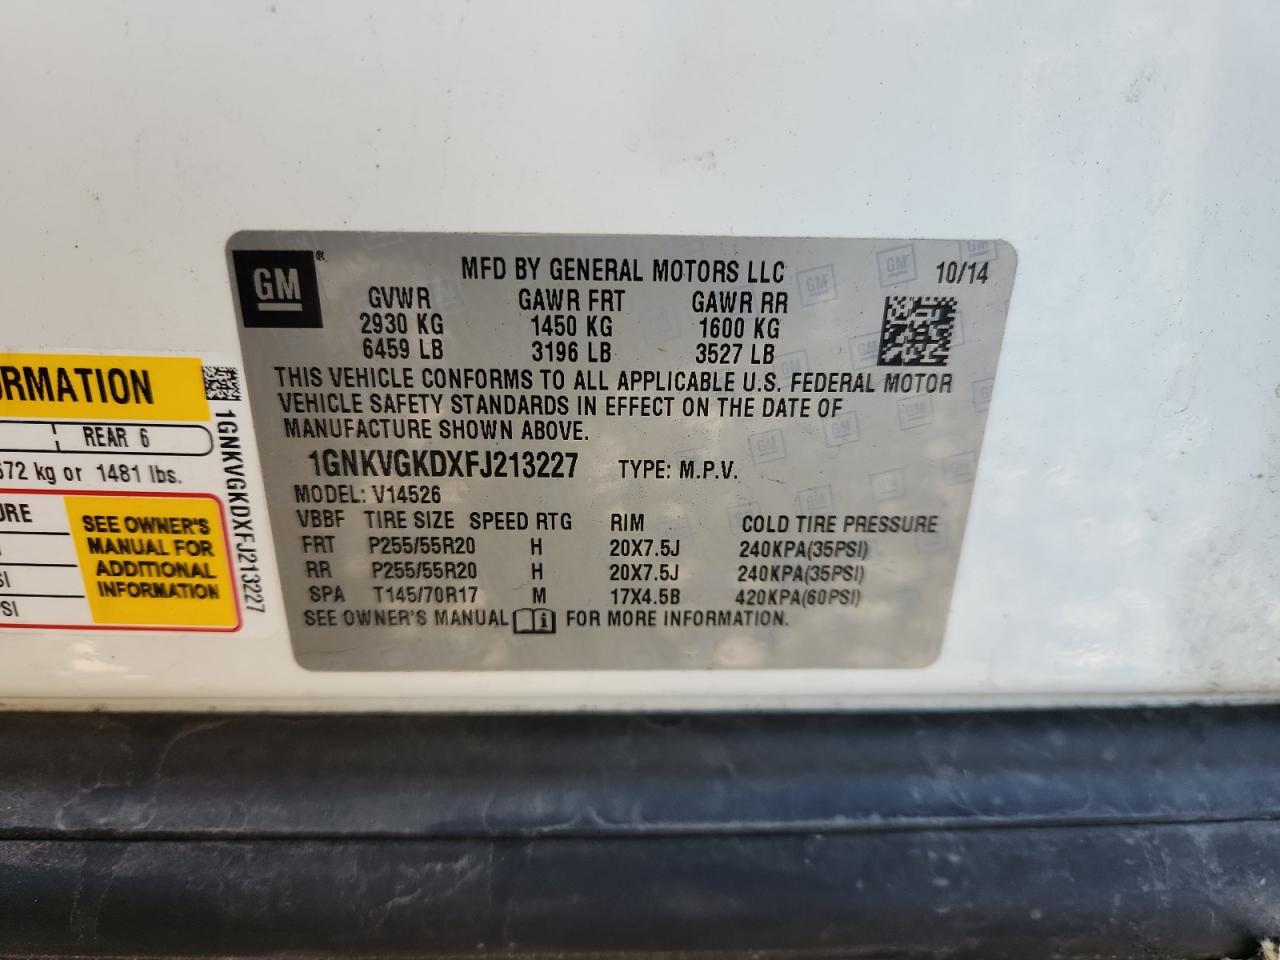 GM®
MFD BY GENERAL MOTORS LLC 10/14
GVWR GAWR FRT GAWR RR
2930 KG 1450 KG 1600 KG
6459 LB 3196 LB 3527 LB
THIS VEHICLE CONFORMS TO ALL APPLICABLE U.S. FEDERAL MOTOR
VEHICLE SAFETY STANDARDS IN EFFECT ON THE DATE OF
MANUFACTURE SHOWN ABOVE.
1GNKVGKDXFJ213227 TYPE: M.P.V.
MODEL: V14526
VBBF TIRE SIZE SPEED RTG RIM COLD TIRE PRESSURE
FRT P255/55R20 H 20X7.5J 240KPA(35PSI)
RR P255/55R20 H 20X7.5J 240KPA(35PSI)
SPA T145/70R17 M 17X4.5B 420KPA(60PSI)
SEE OWNER'S MANUAL i FOR MORE INFORMATION.
ORMATION
REAR 6
672 kg or 1481 lbs.
URE
SI
PSI
SEE OWNER'S
MANUAL FOR
ADDITIONAL
INFORMATION
1GNKVGKDXFJ213227